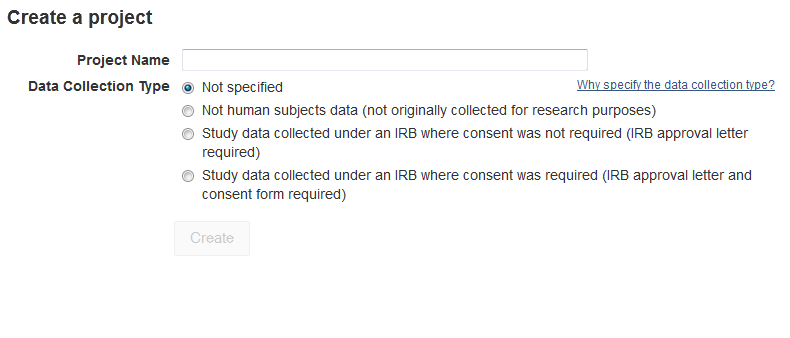 Create a project
Project Name
Data Collection Type
Not specified
Why specify the data collection type?
Not human subjects data (not originally collected for research purposes)
Study data collected under an IRB where consent was not required (IRB approval letter
required)
Study data collected under an IRB where consent was required (IRB approval letter and
consent form required)
Create